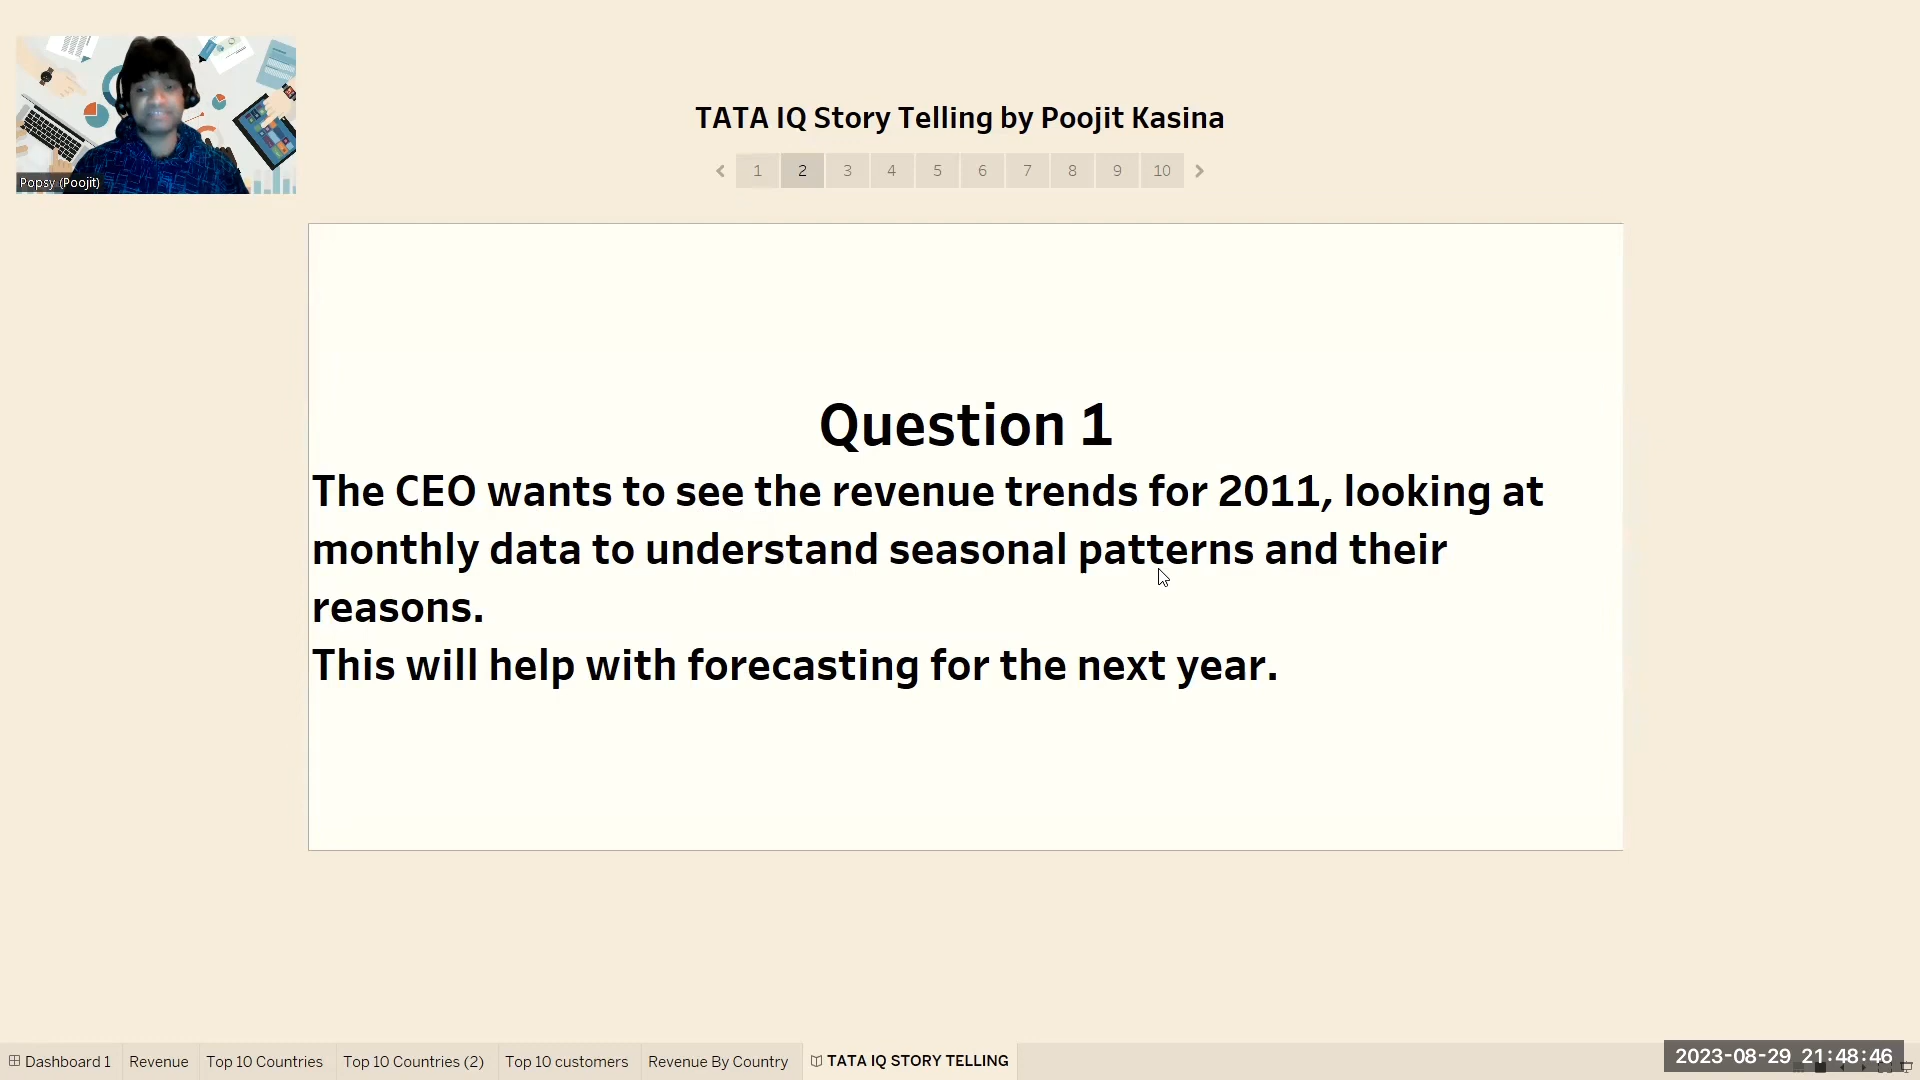 Popsy (Poojit)
TATA IQ Story Telling by Poojit Kasina
1 2 3 4 5 6 7 8 9 10
Question 1
The CEO wants to see the revenue trends for 2011, looking at
monthly data to understand seasonal patterns and their
reasons.
This will help with forecasting for the next year.
Dashboard 1 Revenue Top 10 Countries Top 10 Countries (2) Top 10 customers Revenue By Country TATA IQ STORY TELLING
2023-08-29 21:48:46